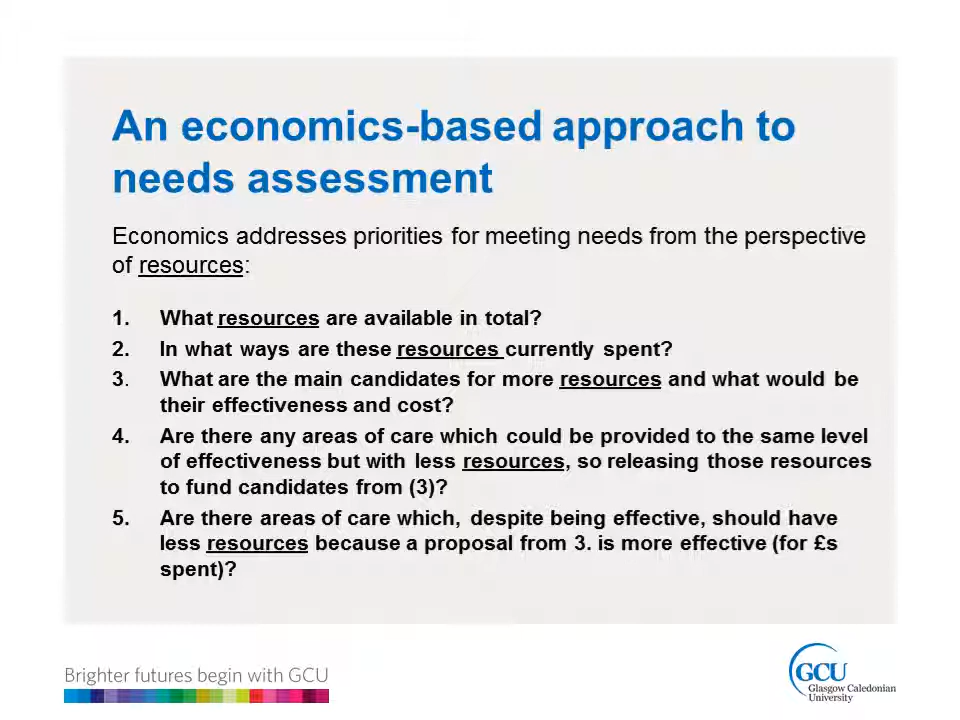 An economics-based approach to
needs assessment
Economics addresses priorities for meeting needs from the perspective
of resources:
1. What resources are available in total?
2. In what ways are these resources currently spent?
3. What are the main candidates for more resources and what would be
their effectiveness and cost?
4. Are there any areas of care which could be provided to the same level
of effectiveness but with less resources, so releasing those resources
to fund candidates from (3)?
5. Are there areas of care which, despite being effective, should have
less resources because a proposal from 3. is more effective (for £s
spent)?
Brighter futures begin with GCU
GCU
Glasgow Caledonian
University